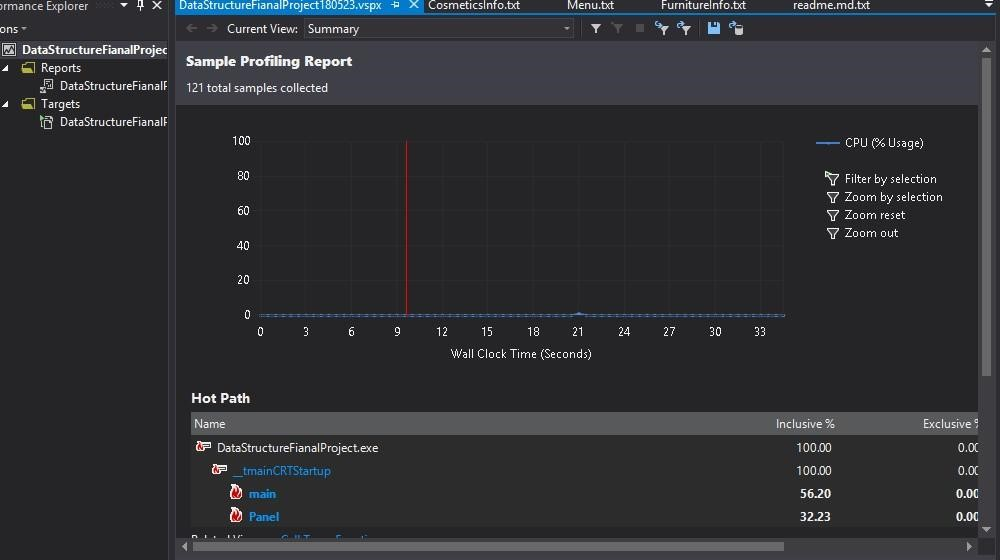 ormance Explorer
DataStructureFianalProject180523.vspx CosmeticsInfo.txt Menu.txt FurnitureInfo.txt readme.md.txt
ons
Current View: Summary
DataStructureFianalProjec
Reports
DataStructureFianalF
Targets
DataStructureFianalP
Sample Profiling Report
121 total samples collected
100
80
60
40
20
0
0 3 6 9 12 15 18 21 24 27 30 33
Wall Clock Time (Seconds)
CPU (% Usage)
Filter by selection
Zoom by selection
Zoom reset
Zoom out
Hot Path
Name Inclusive % Exclusive %
DataStructureFianalProject.exe 100.00 0.00
__tmainCRTStartup 100.00 0.00
main 56.20 0.00
Panel 32.23 0.00